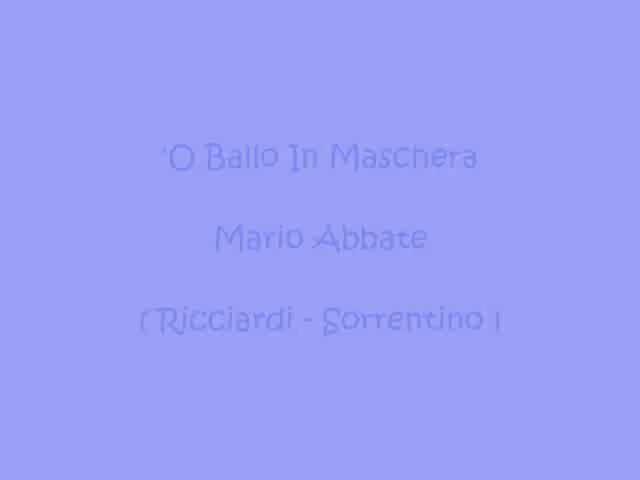 'O Ballo In Maschera
Mario Abbate
( Ricciardi - Sorrentino )